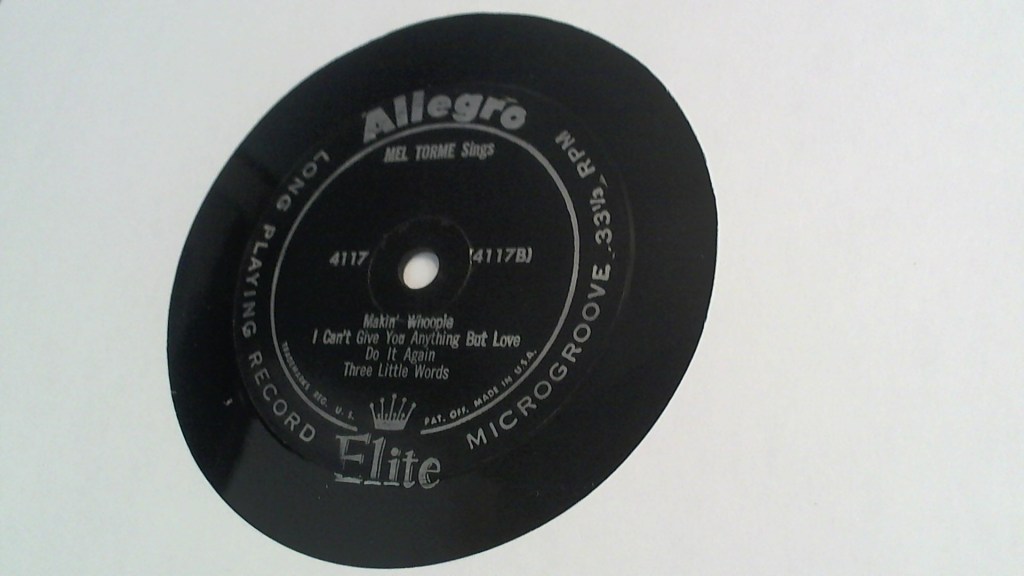 Allegro
MEL TORME Sings
LONG PLAYING RECORD
MICROGROOVE 33⅓ RPM
4117 (4117B)
Makin' Whoopie
I Can't Give You Anything But Love
Do It Again
Three Little Words
TRADEMARKS REG. U. S. PAT. OFF. MADE IN U.S.A.
Elite